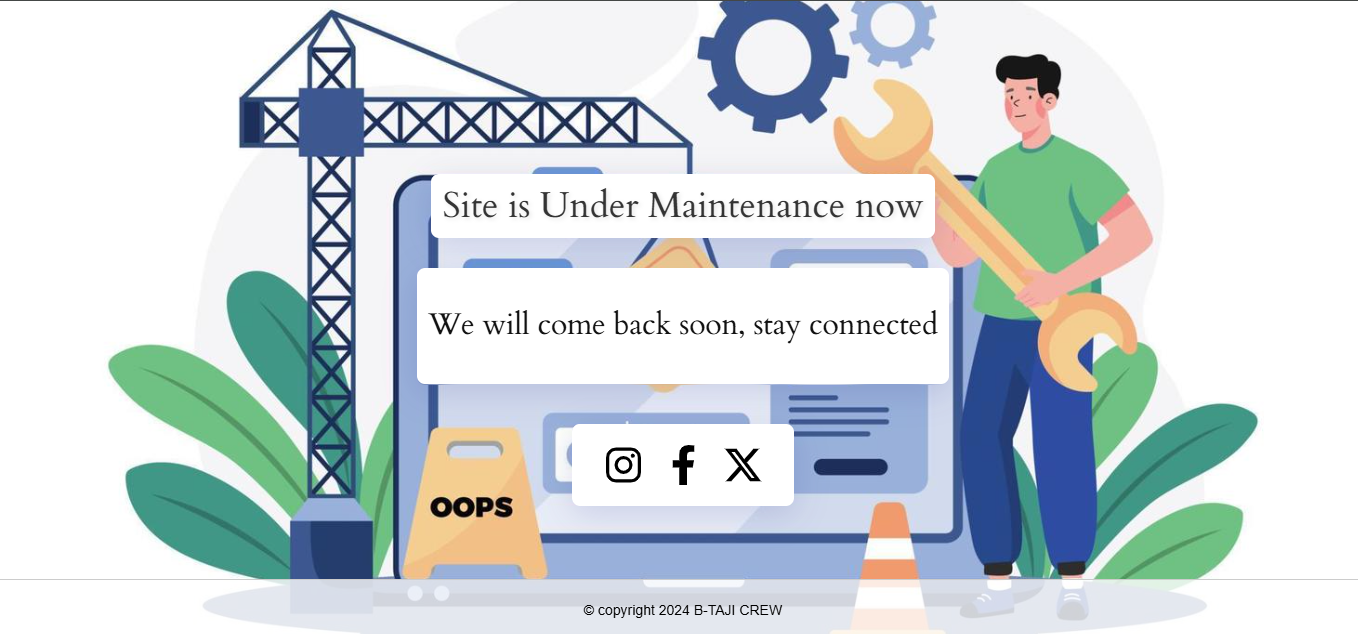 Site is Under Maintenance now
We will come back soon, stay connected
OOPS
© copyright 2024 B-TAJI CREW